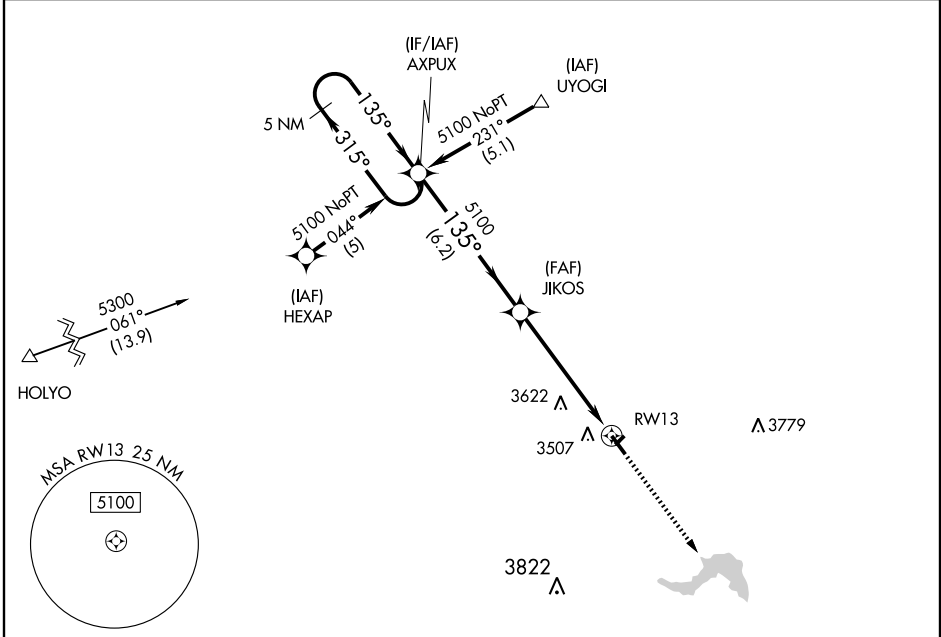 (IF/IAF)
AXPUX
(IAF)
UYOGI
135°
5 NM
315°
5100 NoPT
231°
(5.1)
5100 NoPT
044°
(5)
5100
135°
(6.2)
(IAF)
HEXAP
(FAF)
JIKOS
5300
061°
(13.9)
HOLYO
3622
3507
RW13
3779
MSA RW13 25 NM
5100
3822